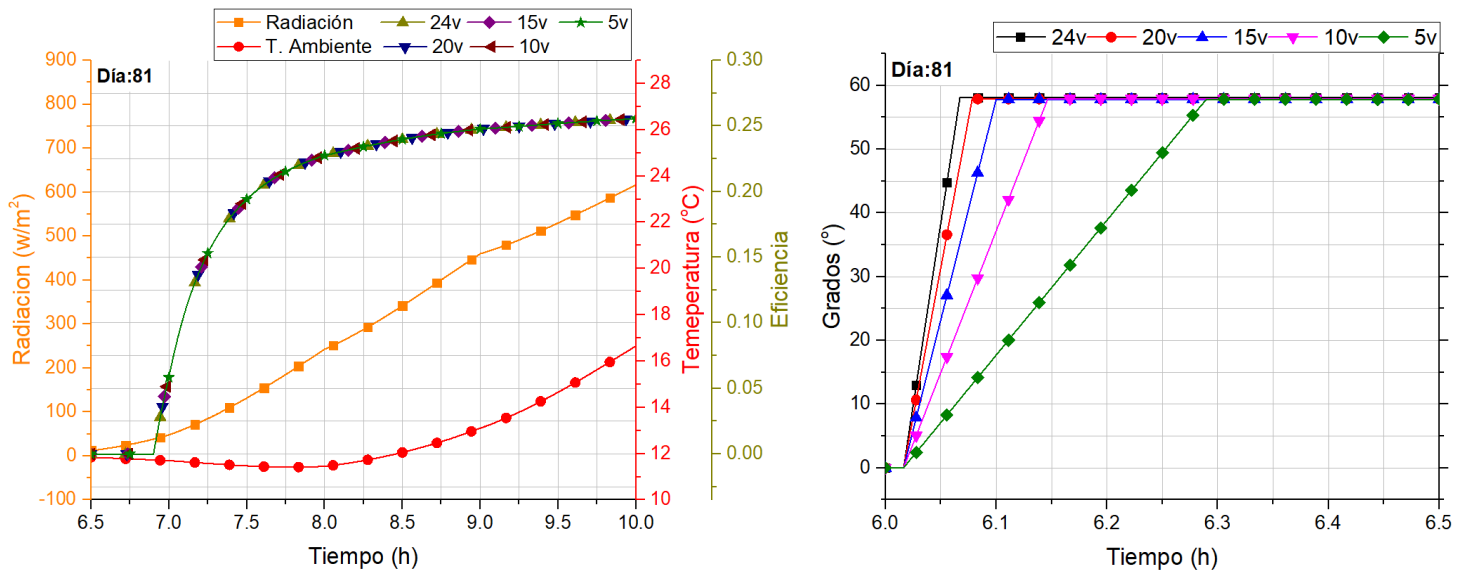 Radiación 24v 15v 5v
T. Ambiente 20v 10v
Día:81
900
800
700
600
500
400
300
200
100
0
-100
Radiacion (w/m²)
6.5 7.0 7.5 8.0 8.5 9.0 9.5 10.0
Tiempo (h)
28
26
24
22
20
18
16
14
12
10
Temeperatura (°C)
0.30
0.25
0.20
0.15
0.10
0.05
0.00
Eficiencia
24v 20v 15v 10v 5v
Día:81
60
50
40
30
20
10
0
Grados (°)
6.0 6.1 6.2 6.3 6.4 6.5
Tiempo (h)